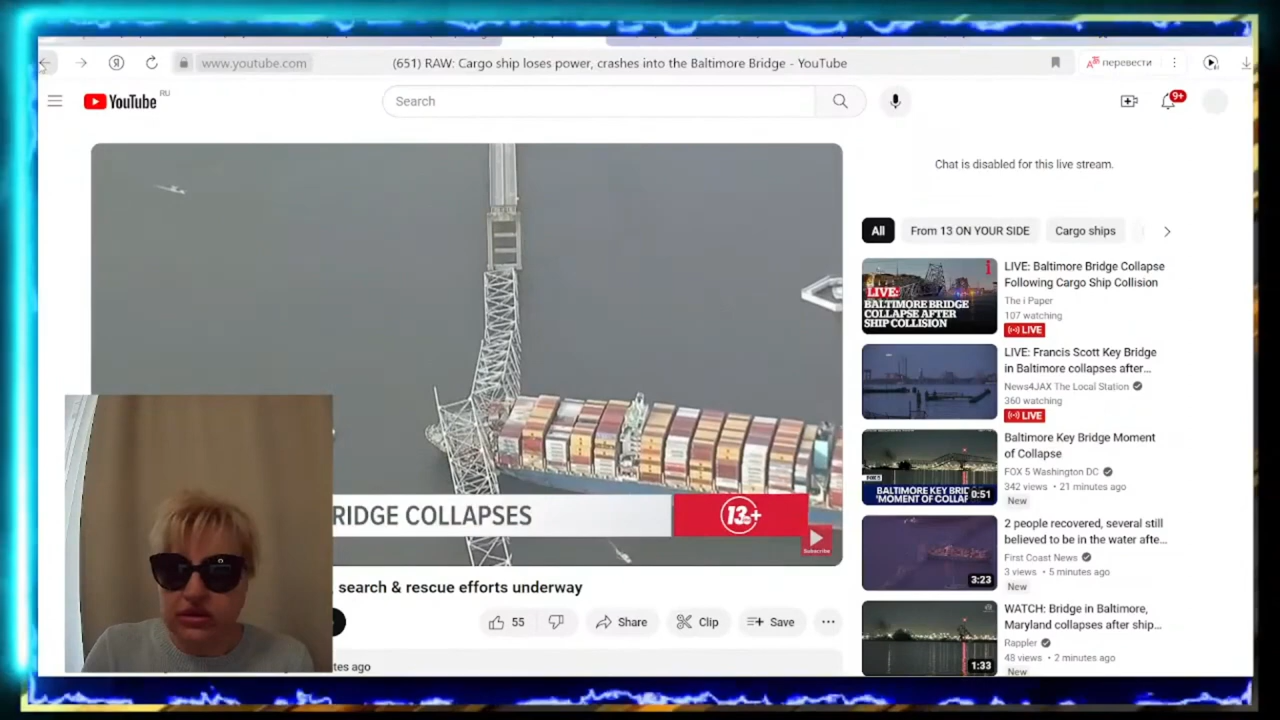 www.youtube.com
(651) RAW: Cargo ship loses power, crashes into the Baltimore Bridge - YouTube
перевести
YouTube
RU
Search
9+
Chat is disabled for this live stream.
All
From 13 ON YOUR SIDE
Cargo ships
LIVE:
BALTIMORE BRIDGE
COLLAPSE AFTER
SHIP COLLISION
LIVE: Baltimore Bridge Collapse
Following Cargo Ship Collision
The i Paper
107 watching
LIVE
LIVE: Francis Scott Key Bridge
in Baltimore collapses after...
News4JAX The Local Station
360 watching
LIVE
BALTIMORE KEY BRID
'MOMENT OF COLLAP
0:51
Baltimore Key Bridge Moment
of Collapse
FOX 5 Washington DC
342 views • 21 minutes ago
New
3:23
2 people recovered, several still
believed to be in the water afte...
First Coast News
3 views • 5 minutes ago
New
1:33
WATCH: Bridge in Baltimore,
Maryland collapses after ship...
Rappler
48 views • 2 minutes ago
New
RIDGE COLLAPSES
13+
Subscribe
search & rescue efforts underway
55
Share
Clip
Save
tes ago